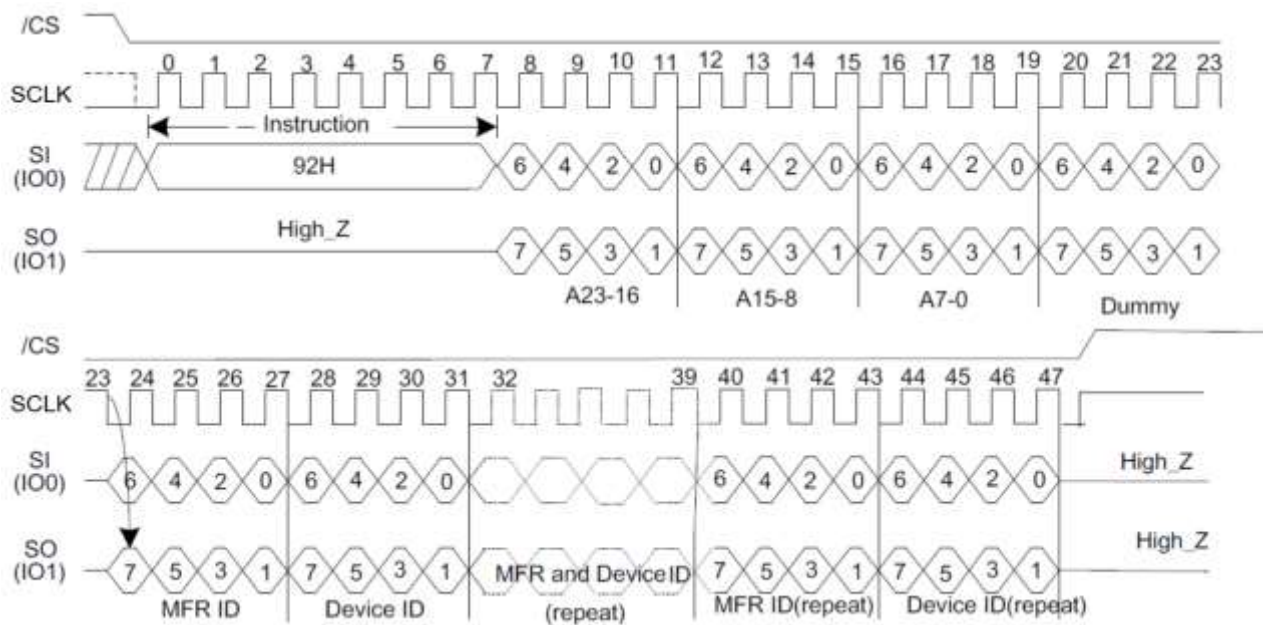 /CS
0 1 2 3 4 5 6 7 8 9 10 11 12 13 14 15 16 17 18 19 20 21 22 23
SCLK
Instruction
SI
(IO0)
92H
6 4 2 0 6 4 2 0 6 4 2 0 6 4 2 0
High_Z
SO
(IO1)
7 5 3 1 7 5 3 1 7 5 3 1 7 5 3 1
A23-16 A15-8 A7-0 Dummy
/CS
23 24 25 26 27 28 29 30 31 32 39 40 41 42 43 44 45 46 47
SCLK
SI
(IO0)
6 4 2 0 6 4 2 0 6 4 2 0 6 4 2 0
High_Z
SO
(IO1)
7 5 3 1 7 5 3 1 MFR and Device ID 7 5 3 1 7 5 3 1
High_Z
MFR ID Device ID (repeat) MFR ID(repeat) Device ID(repeat)